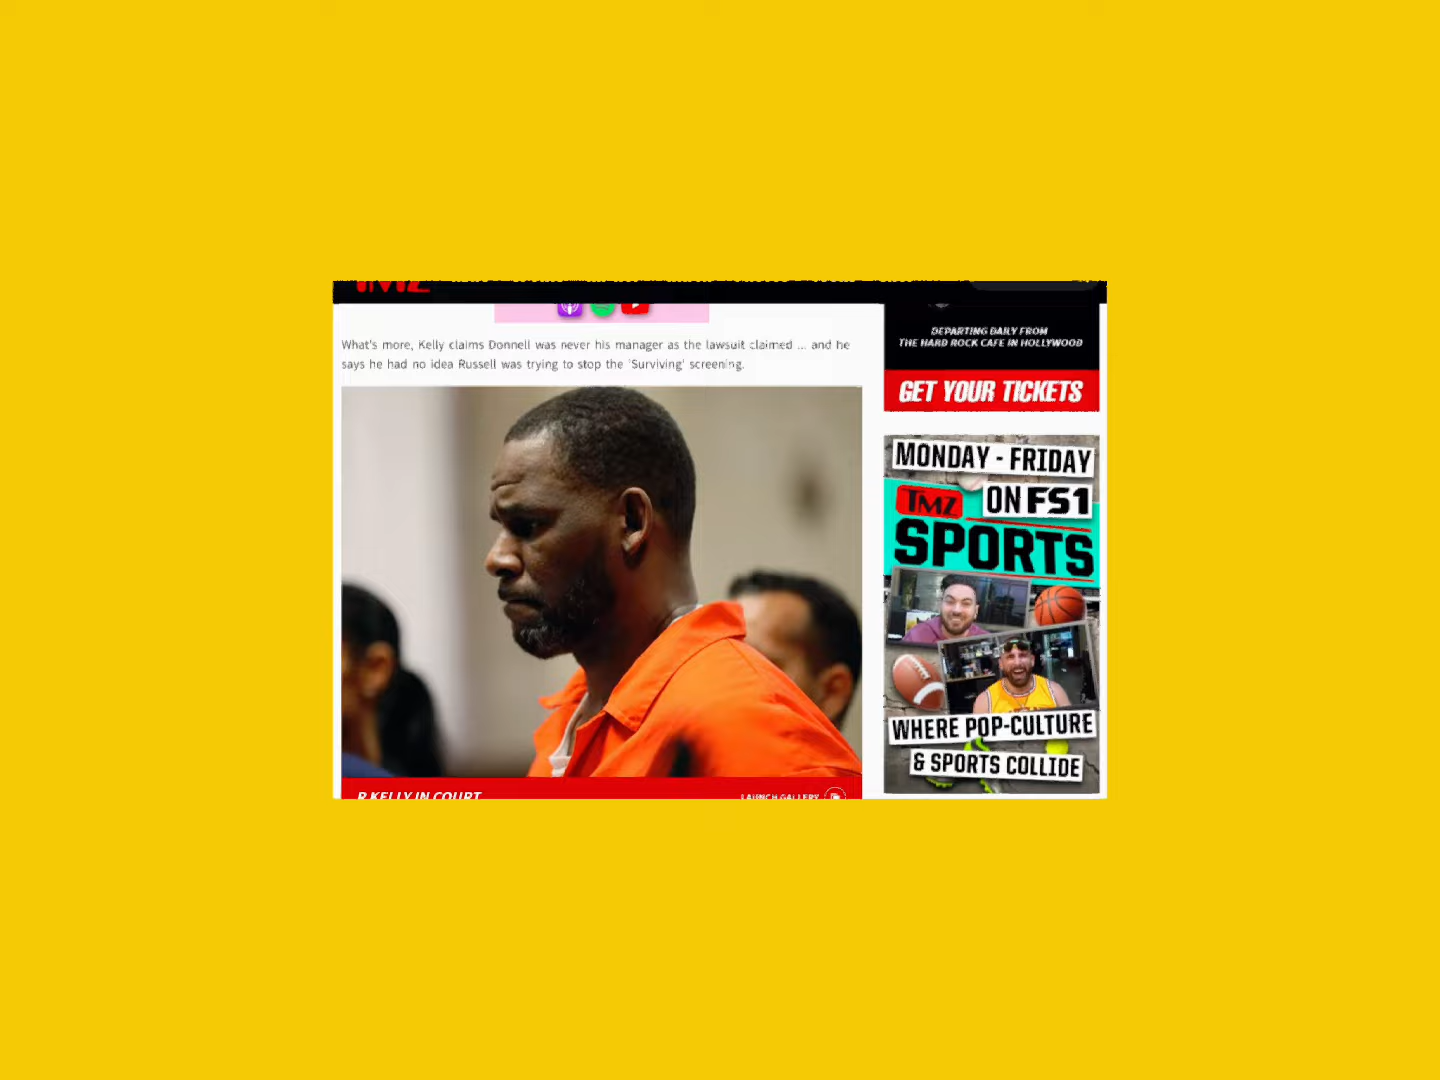 TMZ
What's more, Kelly claims Donnell was never his manager as the lawsuit claimed ... and he
says he had no idea Russell was trying to stop the 'Surviving' screening.
R KELLY IN COURT
LAUNCH GALLERY
DEPARTING DAILY FROM
THE HARD ROCK CAFE IN HOLLYWOOD
GET YOUR TICKETS
MONDAY - FRIDAY
TMZ ON FS1
SPORTS
WHERE POP-CULTURE
& SPORTS COLLIDE